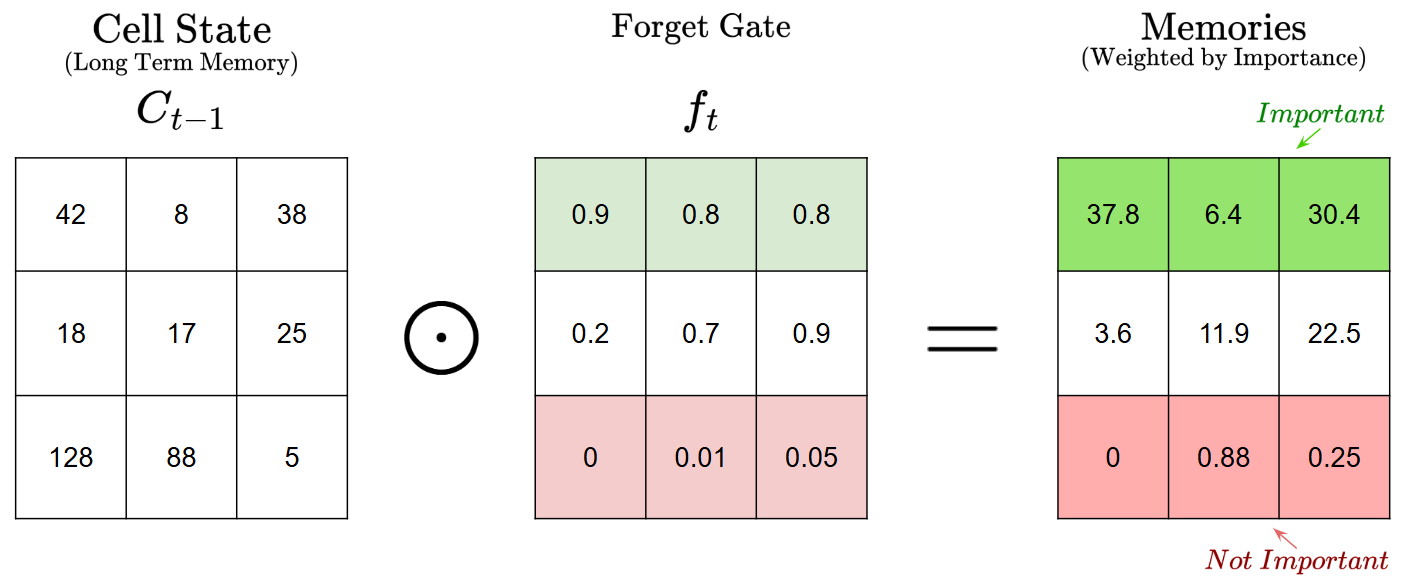 Cell State
(Long Term Memory)
C_{t−1}
Forget Gate
f_t
Memories
(Weighted by Importance)
Important
42 8 38
18 17 25
128 88 5
⊙
0.9 0.8 0.8
0.2 0.7 0.9
0 0.01 0.05
=
37.8 6.4 30.4
3.6 11.9 22.5
0 0.88 0.25
Not Important